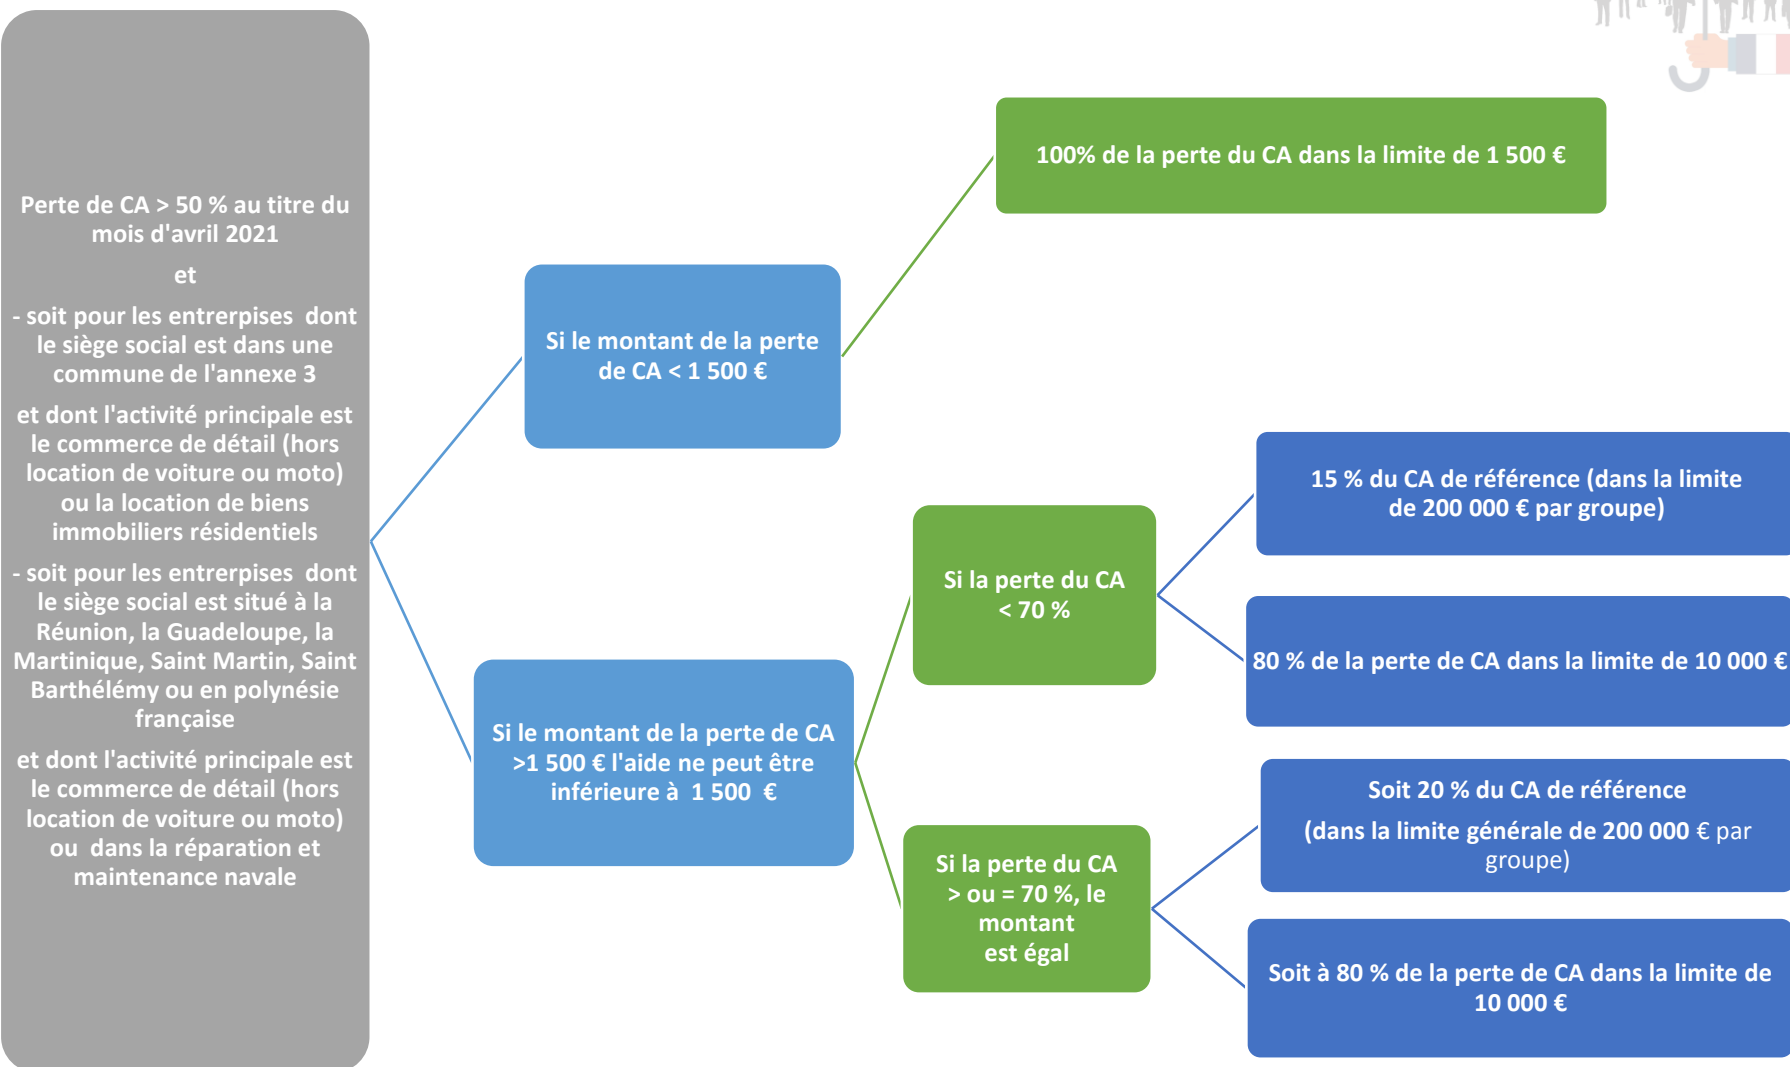 Perte de CA > 50 % au titre du
mois d'avril 2021
et
- soit pour les entrerpises dont
le siège social est dans une
commune de l'annexe 3
et dont l'activité principale est
le commerce de détail (hors
location de voiture ou moto)
ou la location de biens
immobiliers résidentiels
- soit pour les entrerpises dont
le siège social est situé à la
Réunion, la Guadeloupe, la
Martinique, Saint Martin, Saint
Barthélémy ou en polynésie
française
et dont l'activité principale est
le commerce de détail (hors
location de voiture ou moto)
ou dans la réparation et
maintenance navale
Si le montant de la perte
de CA < 1 500 €
100% de la perte du CA dans la limite de 1 500 €
Si le montant de la perte de CA
>1 500 € l'aide ne peut être
inférieure à 1 500 €
Si la perte du CA
< 70 %
15 % du CA de référence (dans la limite
de 200 000 € par groupe)
80 % de la perte de CA dans la limite de 10 000 €
Si la perte du CA
> ou = 70 %, le
montant
est égal
Soit 20 % du CA de référence
(dans la limite générale de 200 000 € par
groupe)
Soit à 80 % de la perte de CA dans la limite de
10 000 €